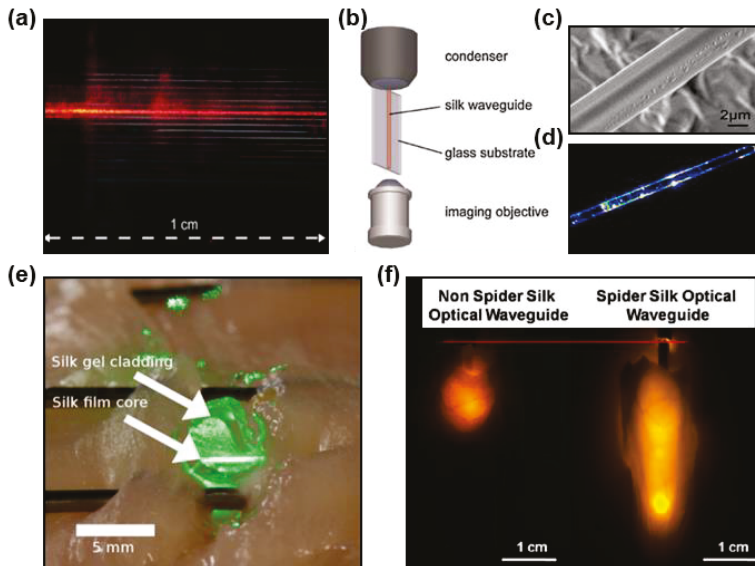 (a)
1 cm
(b)
condenser
silk waveguide
glass substrate
imaging objective
(c)
2μm
(d)
(e)
Silk gel cladding
Silk film core
5 mm
(f)
Non Spider Silk
Optical Waveguide
Spider Silk Optical
Waveguide
1 cm
1 cm